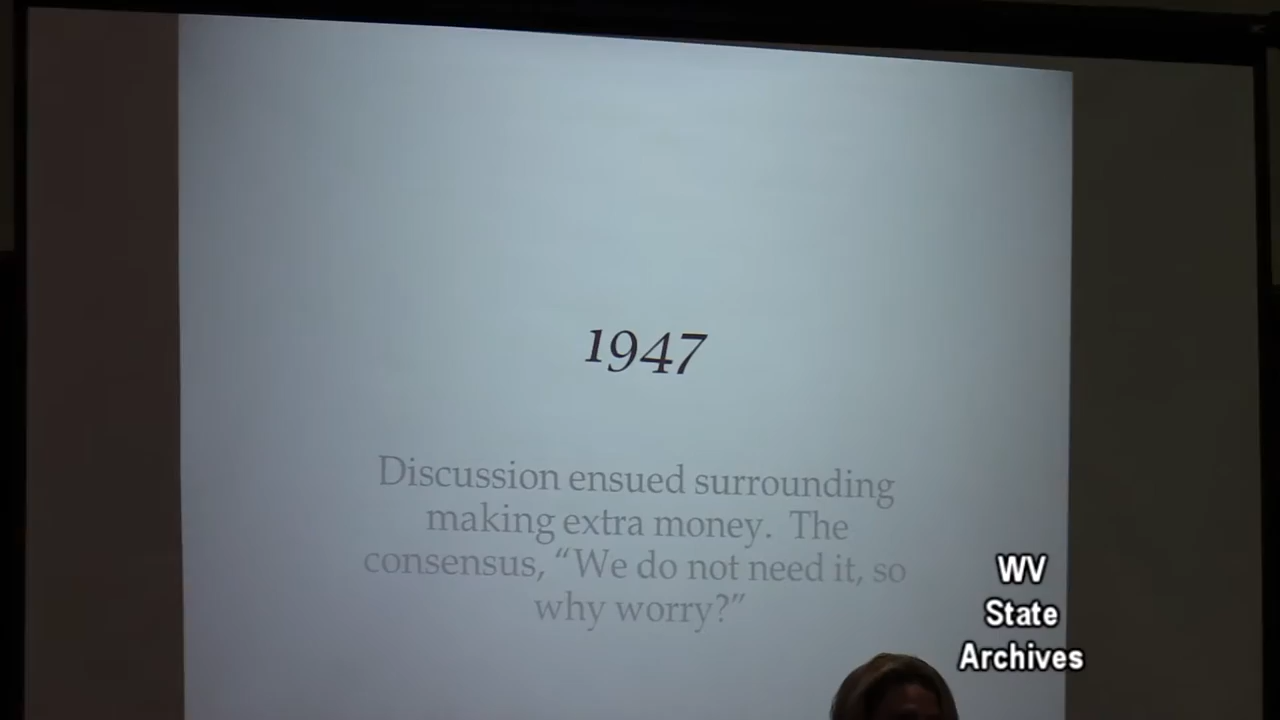 1947
Discussion ensued surrounding
making extra money.  The
consensus, “We do not need it, so
why worry?”
WV
State
Archives